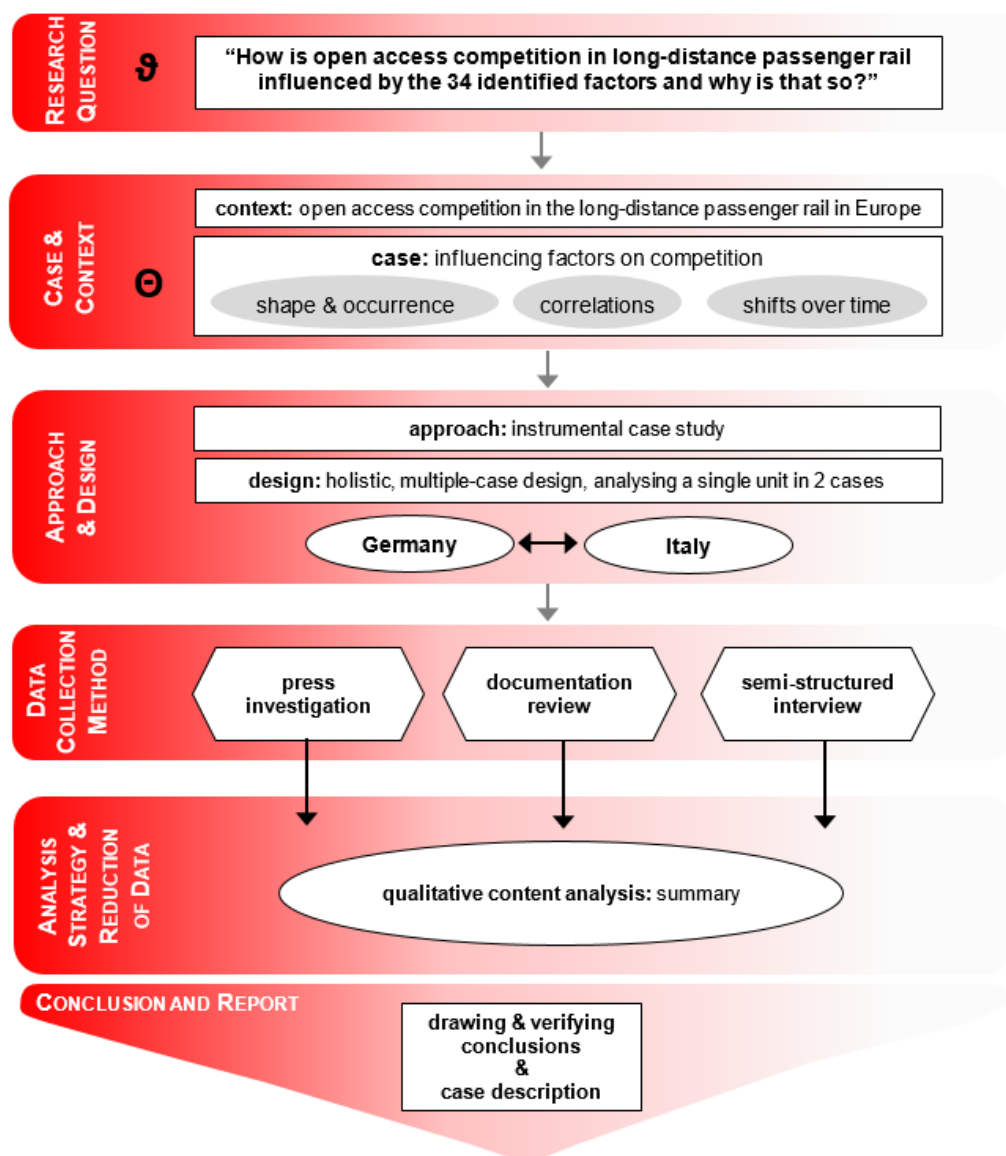 RESEARCH
QUESTION
ϑ
“How is open access competition in long-distance passenger rail
influenced by the 34 identified factors and why is that so?”
CASE &
CONTEXT
Θ
context: open access competition in the long-distance passenger rail in Europe
case: influencing factors on competition
shape & occurrence
correlations
shifts over time
APPROACH
& DESIGN
approach: instrumental case study
design: holistic, multiple-case design, analysing a single unit in 2 cases
Germany
Italy
DATA
COLLECTION
METHOD
press
investigation
documentation
review
semi-structured
interview
ANALYSIS
STRATEGY &
REDUCTION
OF DATA
qualitative content analysis: summary
CONCLUSION AND REPORT
drawing & verifying
conclusions
&
case description